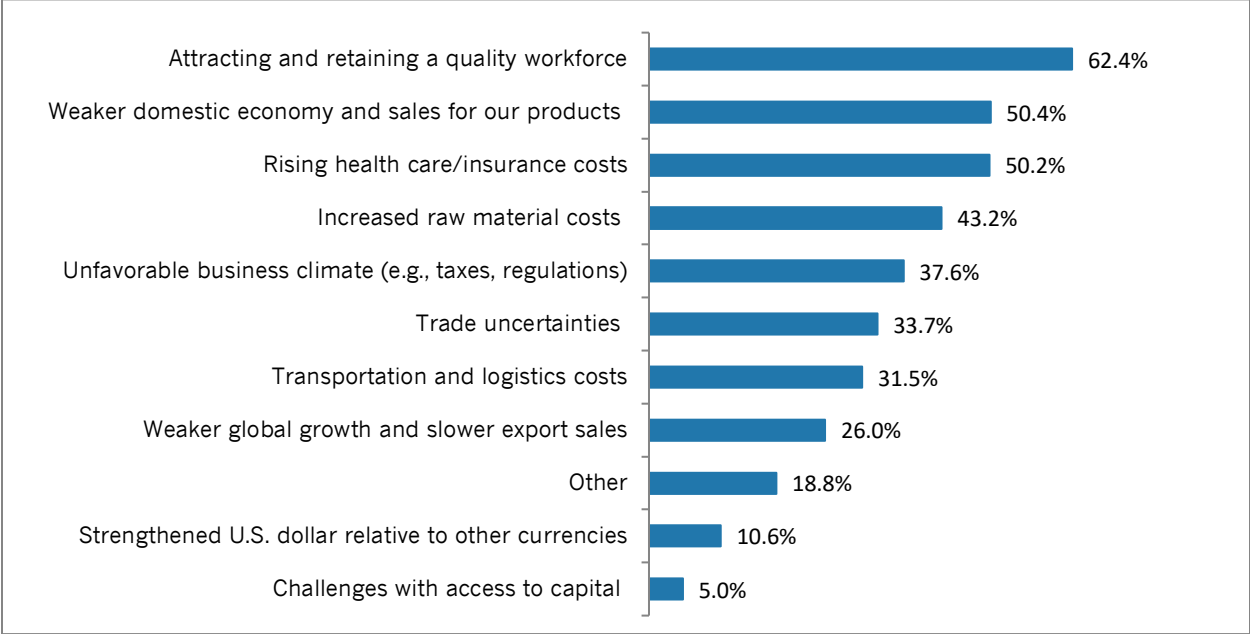 Attracting and retaining a quality workforce 62.4%
Weaker domestic economy and sales for our products 50.4%
Rising health care/insurance costs 50.2%
Increased raw material costs 43.2%
Unfavorable business climate (e.g., taxes, regulations) 37.6%
Trade uncertainties 33.7%
Transportation and logistics costs 31.5%
Weaker global growth and slower export sales 26.0%
Other 18.8%
Strengthened U.S. dollar relative to other currencies 10.6%
Challenges with access to capital 5.0%